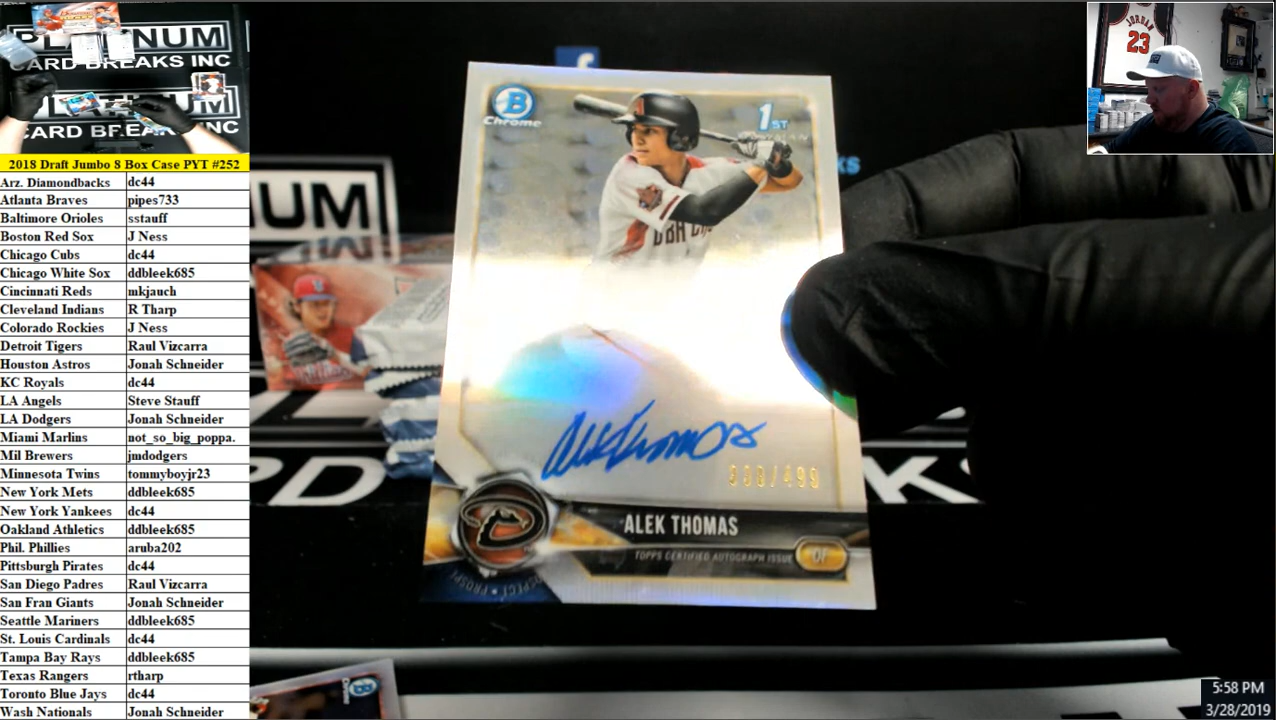 PLATINUM
CARD BREAKS INC
CARD BREAK
INC
2018 Draft Jumbo 8 Box Case PYT #252
Arz. Diamondbacks dc44
Atlanta Braves pipes733
Baltimore Orioles sstauff
Boston Red Sox J Ness
Chicago Cubs dc44
Chicago White Sox ddbleek685
Cincinnati Reds mkjauch
Cleveland Indians R Tharp
Colorado Rockies J Ness
Detroit Tigers Raul Vizcarra
Houston Astros Jonah Schneider
KC Royals dc44
LA Angels Steve Stauff
LA Dodgers Jonah Schneider
Miami Marlins not_so_big_poppa.
Mil Brewers jmdodgers
Minnesota Twins tommyboyjr23
New York Mets ddbleek685
New York Yankees dc44
Oakland Athletics ddbleek685
Phil. Phillies aruba202
Pittsburgh Pirates dc44
San Diego Padres Raul Vizcarra
San Fran Giants Jonah Schneider
Seattle Mariners ddbleek685
St. Louis Cardinals dc44
Tampa Bay Rays ddbleek685
Texas Rangers rtharp
Toronto Blue Jays dc44
Wash Nationals Jonah Schneider
B
Chrome
1ST
BOWMAN
Alek Thomas
ALEK THOMAS
TOPPS CERTIFIED AUTOGRAPH ISSUE
OF
JORDAN
23
5:58 PM
3/28/2019